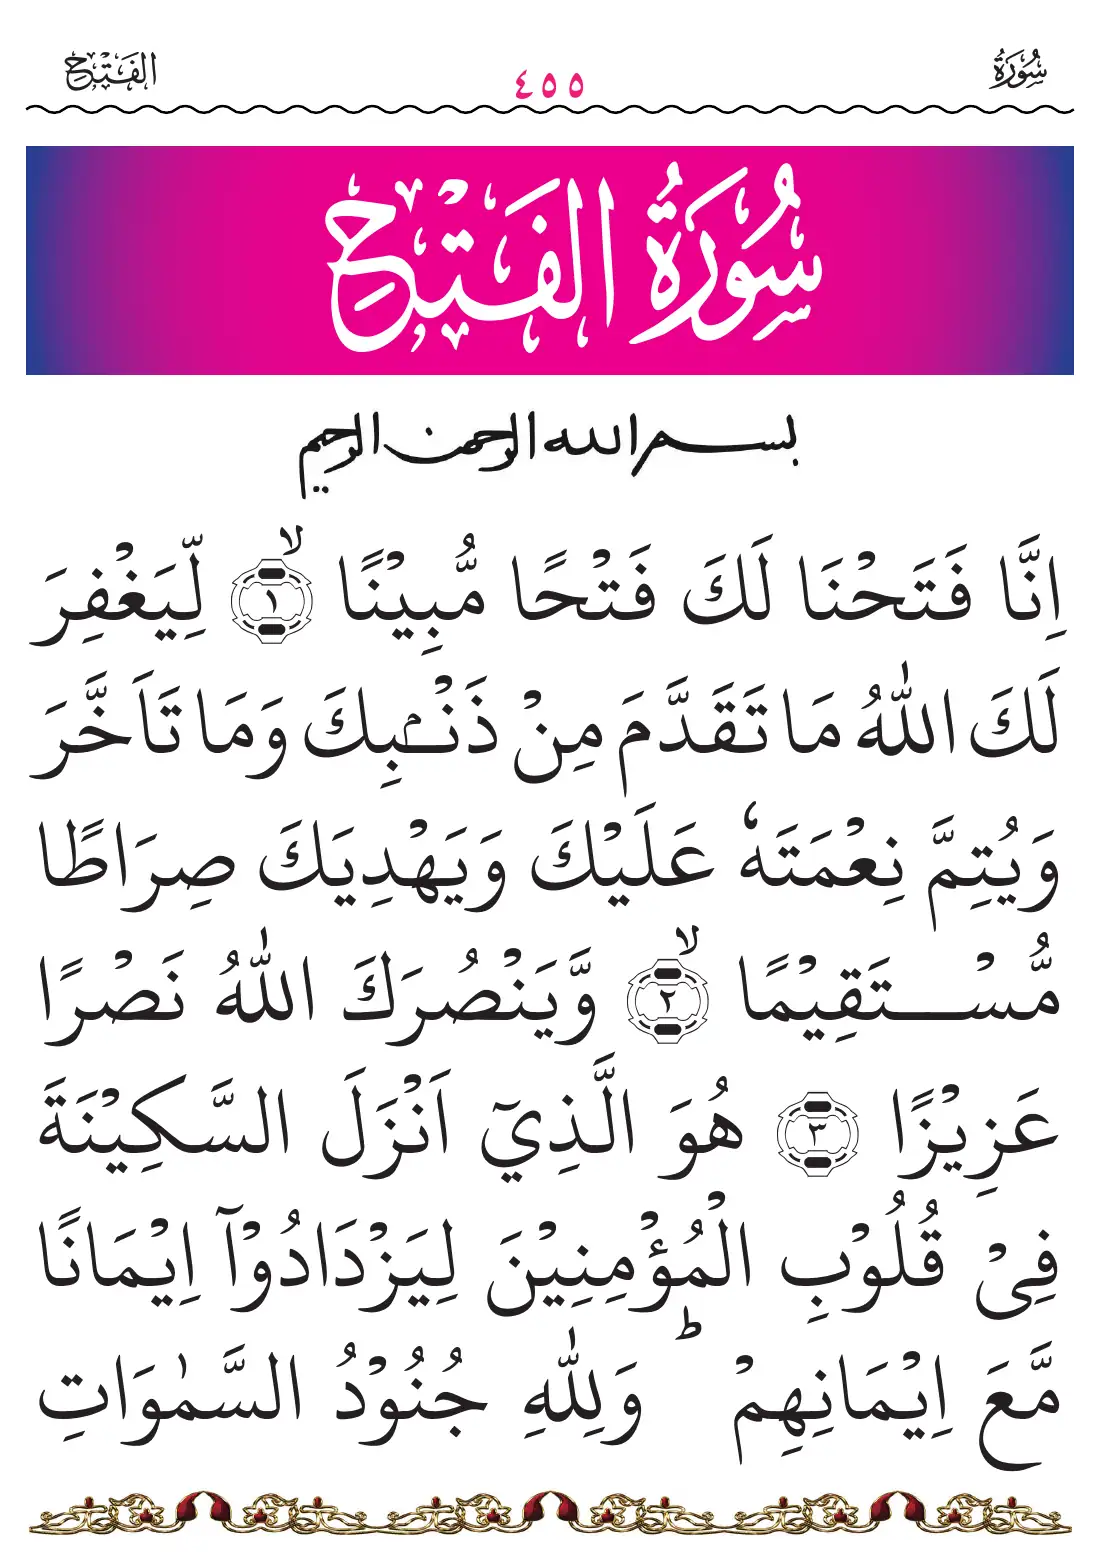 سُوْرَةُ ٤٥٥ الفَتْحِ
سُوْرَةُ الفَتْحِ
بسم الله الرحمن الرحيم
اِنَّا فَتَحْنَا لَكَ فَتْحًا مُّبِيْنًا ۙ﴿١﴾ لِّيَغْفِرَ
لَكَ اللّٰهُ مَا تَقَدَّمَ مِنْ ذَنْۢبِكَ وَمَا تَاَخَّرَ
وَيُتِمَّ نِعْمَتَهٗ عَلَيْكَ وَيَهْدِيَكَ صِرَاطًا
مُّسْتَقِيْمًا ۙ﴿٢﴾ وَّيَنْصُرَكَ اللّٰهُ نَصْرًا
عَزِيْزًا ﴿٣﴾ هُوَ الَّذِيْٓ اَنْزَلَ السَّكِيْنَةَ
فِيْ قُلُوْبِ الْمُؤْمِنِيْنَ لِيَزْدَادُوْٓا اِيْمَانًا
مَّعَ اِيْمَانِهِمْ ؕ وَلِلّٰهِ جُنُوْدُ السَّمٰوَاتِ